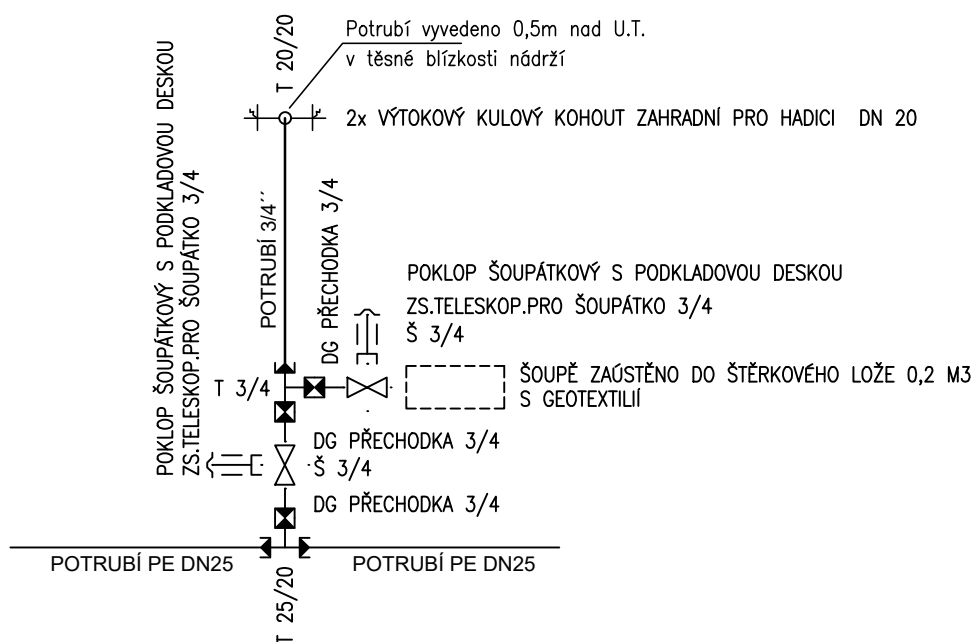 T 20/20
Potrubí vyvedeno 0,5m nad U.T.
v těsné blízkosti nádrží
2x VÝTOKOVÝ KULOVÝ KOHOUT ZAHRADNÍ PRO HADICI DN 20
POKLOP ŠOUPÁTKOVÝ S PODKLADOVOU DESKOU
ZS.TELESKOP.PRO ŠOUPÁTKO 3/4
POTRUBÍ 3/4´´
DG PŘECHODKA 3/4
POKLOP ŠOUPÁTKOVÝ S PODKLADOVOU DESKOU
ZS.TELESKOP.PRO ŠOUPÁTKO 3/4
Š 3/4
T 3/4
ŠOUPĚ ZAÚSTĚNO DO ŠTĚRKOVÉHO LOŽE 0,2 M3
S GEOTEXTILIÍ
DG PŘECHODKA 3/4
Š 3/4
DG PŘECHODKA 3/4
POTRUBÍ PE DN25
POTRUBÍ PE DN25
T 25/20